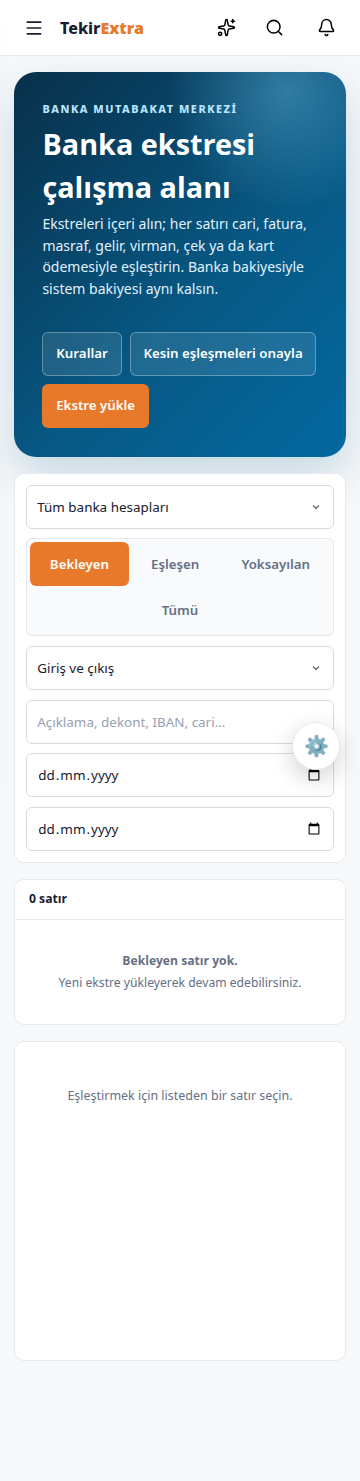 TekirExtra
BANKA MUTABAKAT MERKEZİ
Banka ekstresi
çalışma alanı
Ekstreleri içeri alın; her satırı cari, fatura,
masraf, gelir, virman, çek ya da kart
ödemesiyle eşleştirin. Banka bakiyesiyle
sistem bakiyesi aynı kalsın.
Kurallar
Kesin eşleşmeleri onayla
Ekstre yükle
Tüm banka hesapları
Bekleyen
Eşleşen
Yoksayılan
Tümü
Giriş ve çıkış
Açıklama, dekont, IBAN, cari...
dd.mm.yyyy
dd.mm.yyyy
0 satır
Bekleyen satır yok.
Yeni ekstre yükleyerek devam edebilirsiniz.
Eşleştirmek için listeden bir satır seçin.